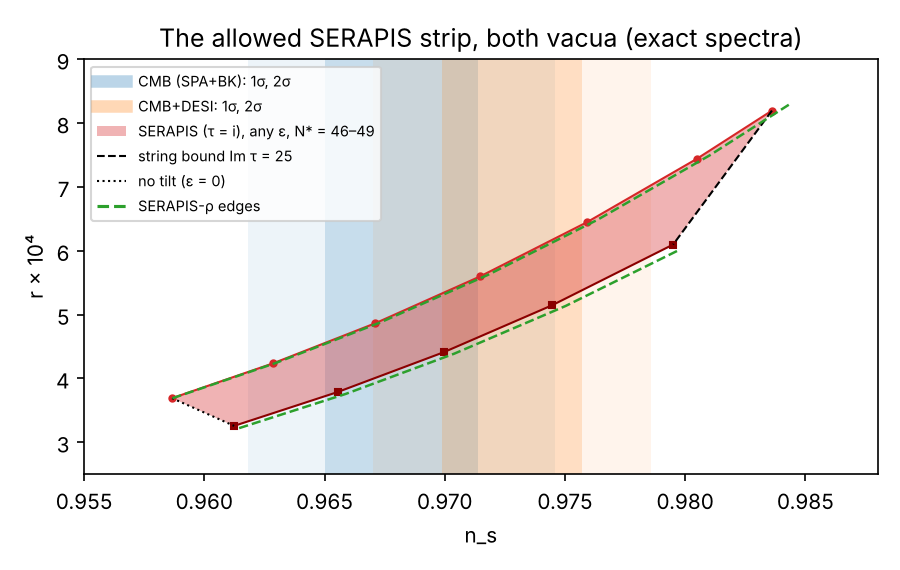 The allowed SERAPIS strip, both vacua (exact spectra)
CMB (SPA+BK): 1σ, 2σ
CMB+DESI: 1σ, 2σ
SERAPIS (τ = i), any ε, N* = 46–49
string bound Im τ = 25
no tilt (ε = 0)
SERAPIS-ρ edges
r × 10⁴
9
8
7
6
5
4
3
0.955 0.960 0.965 0.970 0.975 0.980 0.985
n_s